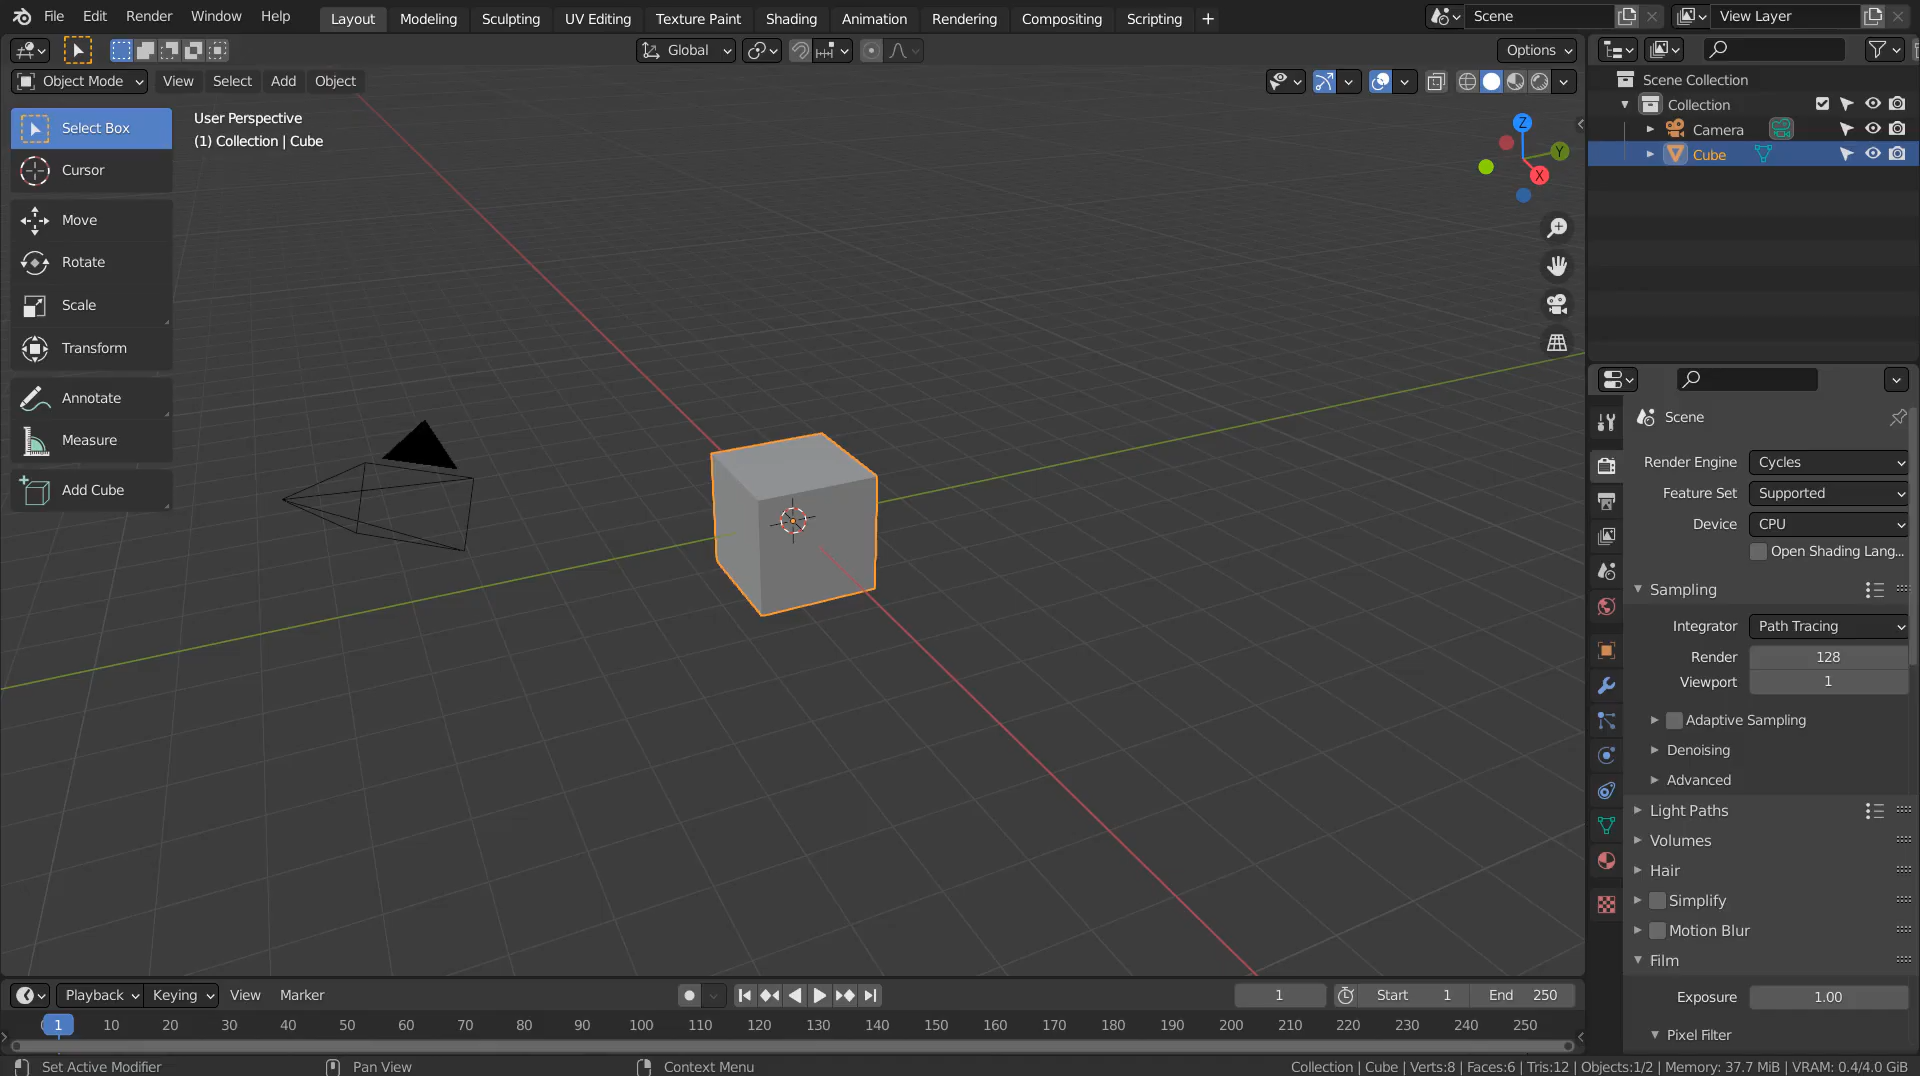 File Edit Render Window Help Layout Modeling Sculpting UV Editing Texture Paint Shading Animation Rendering Compositing Scripting + Scene View Layer
Global Options
Object Mode View Select Add Object
Select Box
Cursor
Move
Rotate
Scale
Transform
Annotate
Measure
Add Cube
User Perspective
(1) Collection | Cube
Z
Y
X
Scene Collection
Collection
Camera
Cube
Scene
Render Engine Cycles
Feature Set Supported
Device CPU
Open Shading Lang...
Sampling
Integrator Path Tracing
Render 128
Viewport 1
Adaptive Sampling
Denoising
Advanced
Light Paths
Volumes
Hair
Simplify
Motion Blur
Film
Exposure 1.00
Pixel Filter
Playback Keying View Marker 1 Start 1 End 250
1 10 20 30 40 50 60 70 80 90 100 110 120 130 140 150 160 170 180 190 200 210 220 230 240 250
Set Active Modifier Pan View Context Menu Collection | Cube | Verts:8 | Faces:6 | Tris:12 | Objects:1/2 | Memory: 37.7 MiB | VRAM: 0.4/4.0 GiB